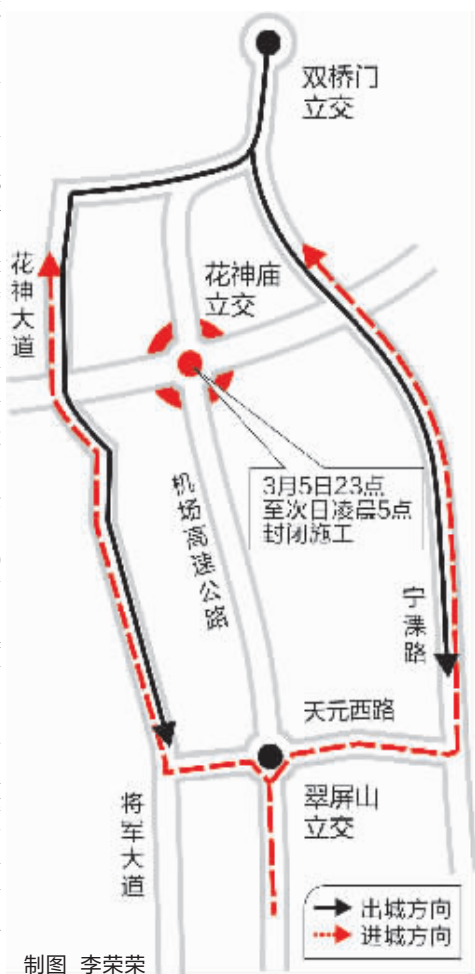 双桥门
立交
花神大道
花神庙
立交
3月5日23点
至次日凌晨5点
封闭施工
机场高速公路
宁溧路
天元西路
翠屏山
立交
将军大道
出城方向
进城方向
制图 李荣荣